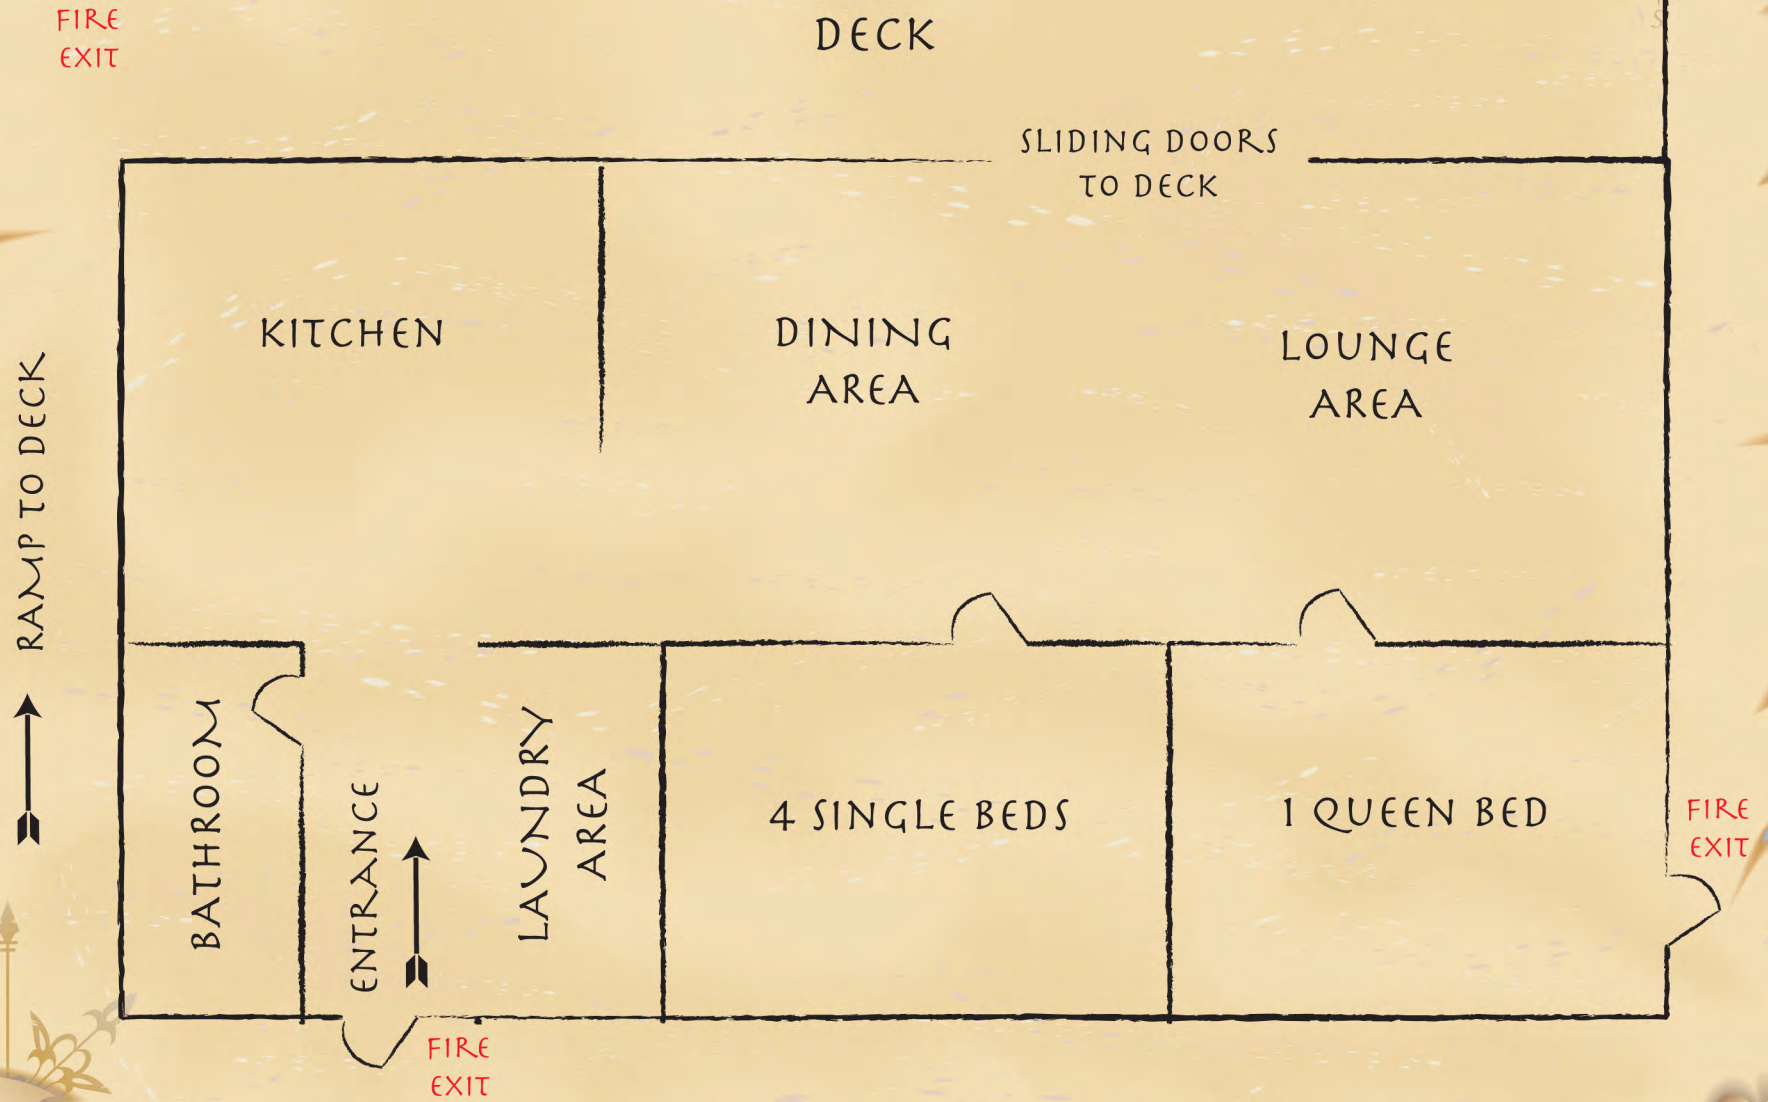 FIRE
EXIT
DECK
SLIDING DOORS
TO DECK
KITCHEN
DINING
AREA
LOUNGE
AREA
RAMP TO DECK
BATHROOM
ENTRANCE
LAUNDRY
AREA
4 SINGLE BEDS
1 QUEEN BED
FIRE
EXIT
FIRE
EXIT